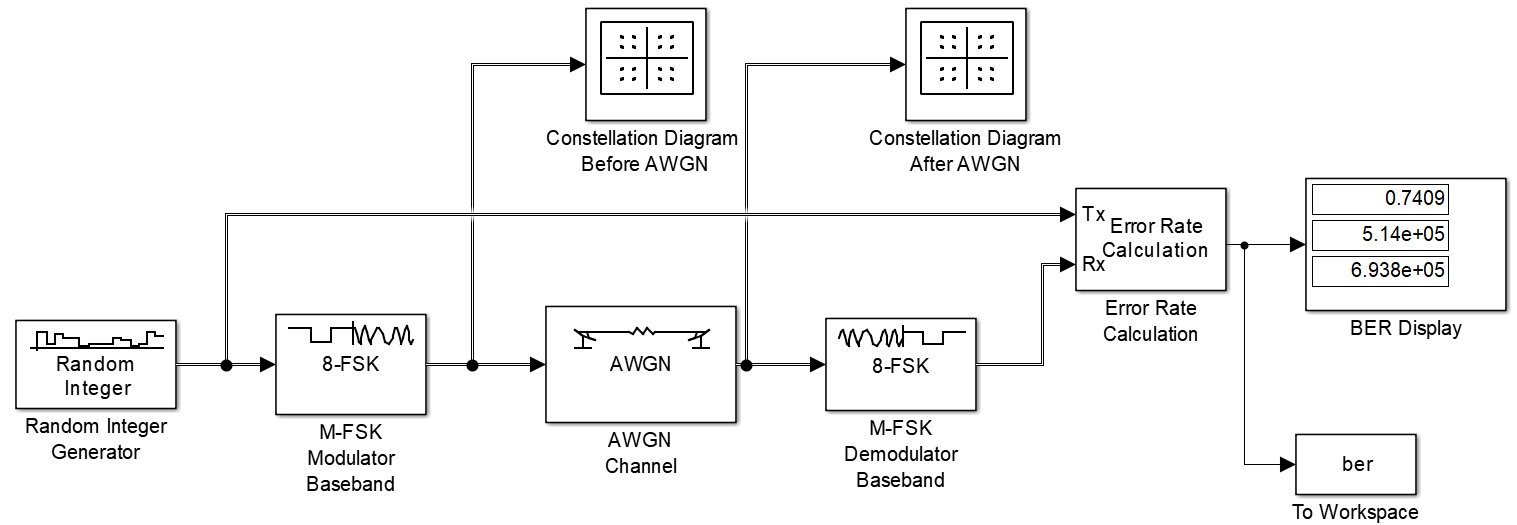 Constellation Diagram
Before AWGN
Constellation Diagram
After AWGN
Tx
Rx
Error Rate
Calculation
Error Rate
Calculation
0.7409
5.14e+05
6.938e+05
BER Display
Random
Integer
Random Integer
Generator
8-FSK
M-FSK
Modulator
Baseband
AWGN
AWGN
Channel
8-FSK
M-FSK
Demodulator
Baseband
ber
To Workspace